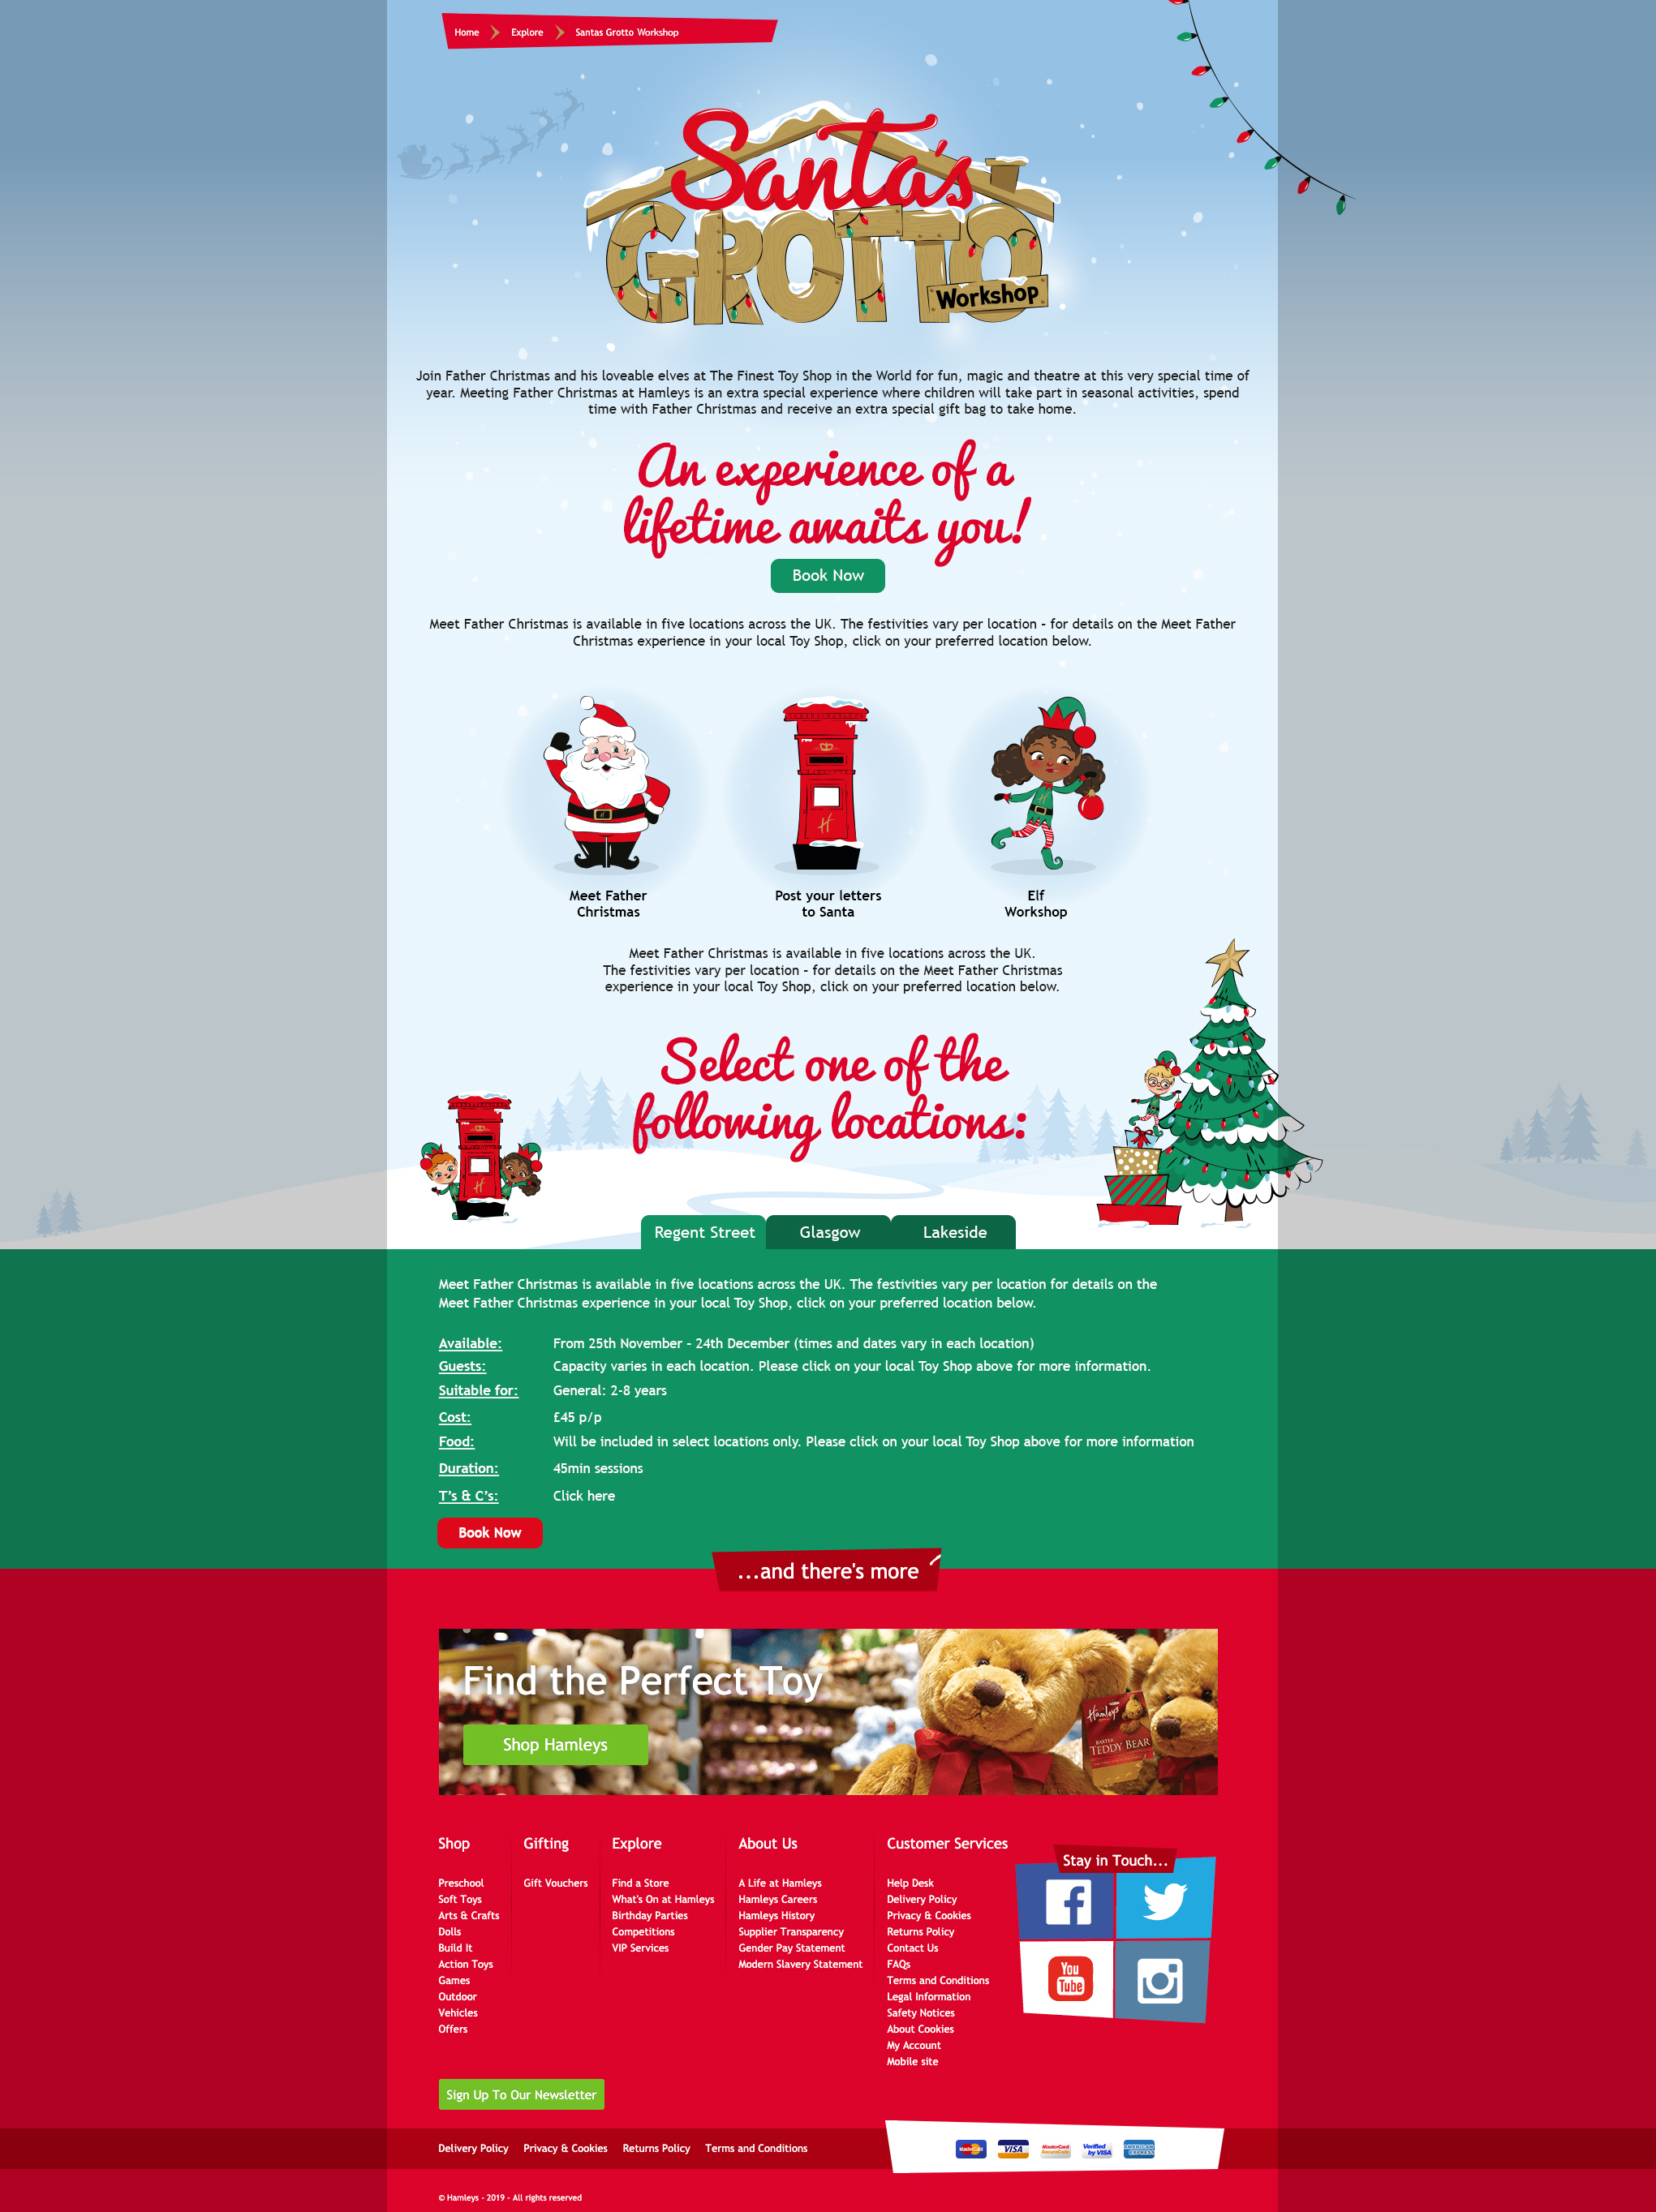 Home
Explore
Santas Grotto Workshop
Santa's
GROTTO
Workshop
Join Father Christmas and his loveable elves at The Finest Toy Shop in the World for fun, magic and theatre at this very special time of
year. Meeting Father Christmas at Hamleys is an extra special experience where children will take part in seasonal activities, spend
time with Father Christmas and receive an extra special gift bag to take home.
An experience of a
lifetime awaits you!
Book Now
Meet Father Christmas is available in five locations across the UK. The festivities vary per location - for details on the Meet Father
Christmas experience in your local Toy Shop, click on your preferred location below.
H
H
H
Meet Father
Christmas
Post your letters
to Santa
Elf
Workshop
Meet Father Christmas is available in five locations across the UK.
The festivities vary per location - for details on the Meet Father Christmas
experience in your local Toy Shop, click on your preferred location below.
Select one of the
following locations:
H
Regent Street
Glasgow
Lakeside
Meet Father Christmas is available in five locations across the UK. The festivities vary per location for details on the
Meet Father Christmas experience in your local Toy Shop, click on your preferred location below.
Available: From 25th November - 24th December (times and dates vary in each location)
Guests: Capacity varies in each location. Please click on your local Toy Shop above for more information.
Suitable for: General: 2-8 years
Cost: £45 p/p
Food: Will be included in select locations only. Please click on your local Toy Shop above for more information
Duration: 45min sessions
T's & C's: Click here
Book Now
...and there's more
Find the Perfect Toy
Shop Hamleys
Hamleys
BAXTER
TEDDY BEAR
Shop
Preschool
Soft Toys
Arts & Crafts
Dolls
Build It
Action Toys
Games
Outdoor
Vehicles
Offers
Gifting
Gift Vouchers
Explore
Find a Store
What's On at Hamleys
Birthday Parties
Competitions
VIP Services
About Us
A Life at Hamleys
Hamleys Careers
Hamleys History
Supplier Transparency
Gender Pay Statement
Modern Slavery Statement
Customer Services
Help Desk
Delivery Policy
Privacy & Cookies
Returns Policy
Contact Us
FAQs
Terms and Conditions
Legal Information
Safety Notices
About Cookies
My Account
Mobile site
Stay in Touch...
You
Tube
Sign Up To Our Newsletter
Delivery Policy
Privacy & Cookies
Returns Policy
Terms and Conditions
MasterCard
VISA
MasterCard
SecureCode
Verified
by VISA
AMERICAN
EXPRESS
© Hamleys - 2019 - All rights reserved